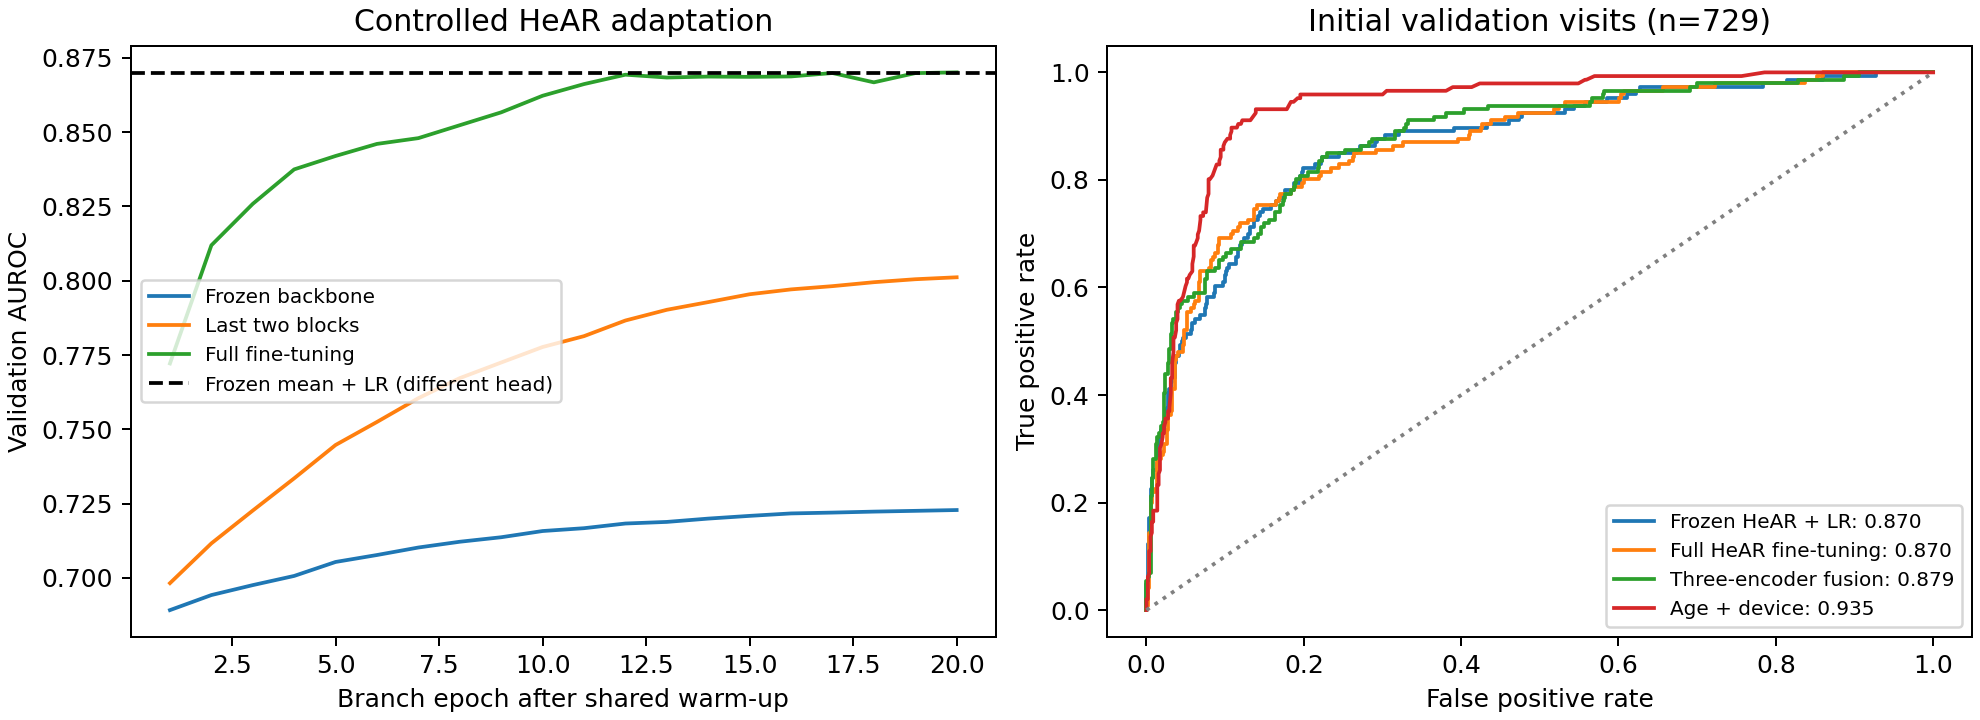 Controlled HeAR adaptation
Validation AUROC
0.875
0.850
0.825
0.800
0.775
0.750
0.725
0.700
Frozen backbone
Last two blocks
Full fine-tuning
Frozen mean + LR (different head)
2.5 5.0 7.5 10.0 12.5 15.0 17.5 20.0
Branch epoch after shared warm-up
Initial validation visits (n=729)
True positive rate
1.0
0.8
0.6
0.4
0.2
0.0
Frozen HeAR + LR: 0.870
Full HeAR fine-tuning: 0.870
Three-encoder fusion: 0.879
Age + device: 0.935
0.0 0.2 0.4 0.6 0.8 1.0
False positive rate